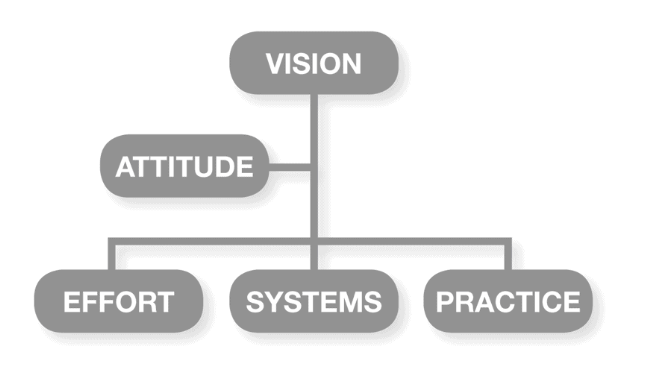 VISION
ATTITUDE
EFFORT
SYSTEMS
PRACTICE